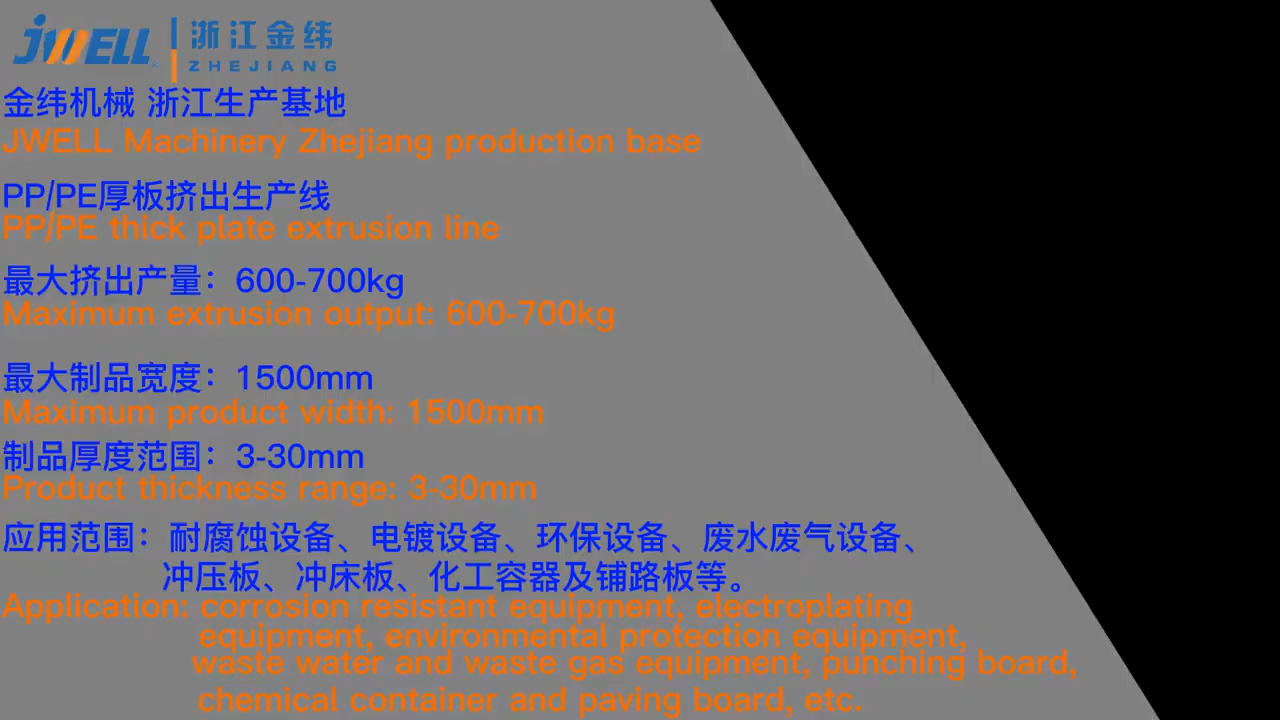 JWELL 浙江金纬
ZHEJIANG
金纬机械 浙江生产基地
JWELL Machinery Zhejiang production base
PP/PE厚板挤出生产线
PP/PE thick plate extrusion line
最大挤出产量：600-700kg
Maximum extrusion output: 600-700kg
最大制品宽度：1500mm
Maximum product width: 1500mm
制品厚度范围：3-30mm
Product thickness range: 3-30mm
应用范围：耐腐蚀设备、电镀设备、环保设备、废水废气设备、
冲压板、冲床板、化工容器及铺路板等。
Application: corrosion resistant equipment, electroplating
equipment, environmental protection equipment,
waste water and waste gas equipment, punching board,
chemical container and paving board, etc.